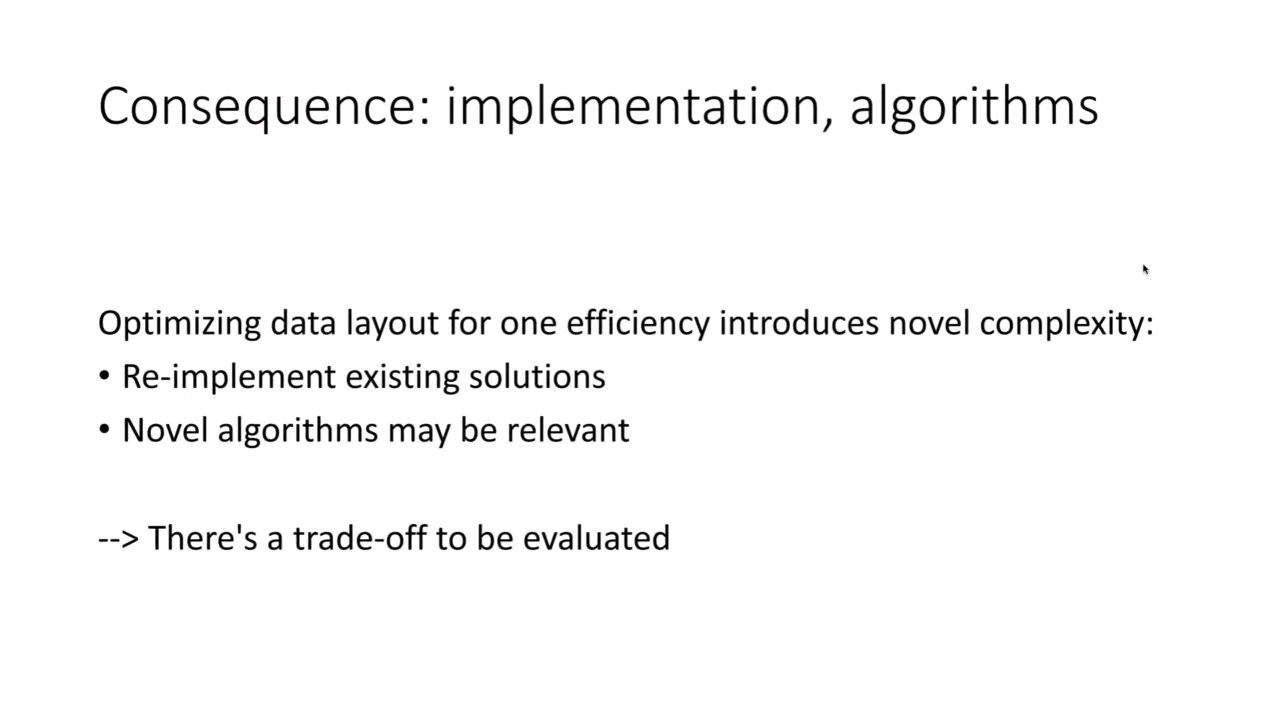 Consequence: implementation, algorithms
Optimizing data layout for one efficiency introduces novel complexity:
• Re-implement existing solutions
• Novel algorithms may be relevant
--> There's a trade-off to be evaluated